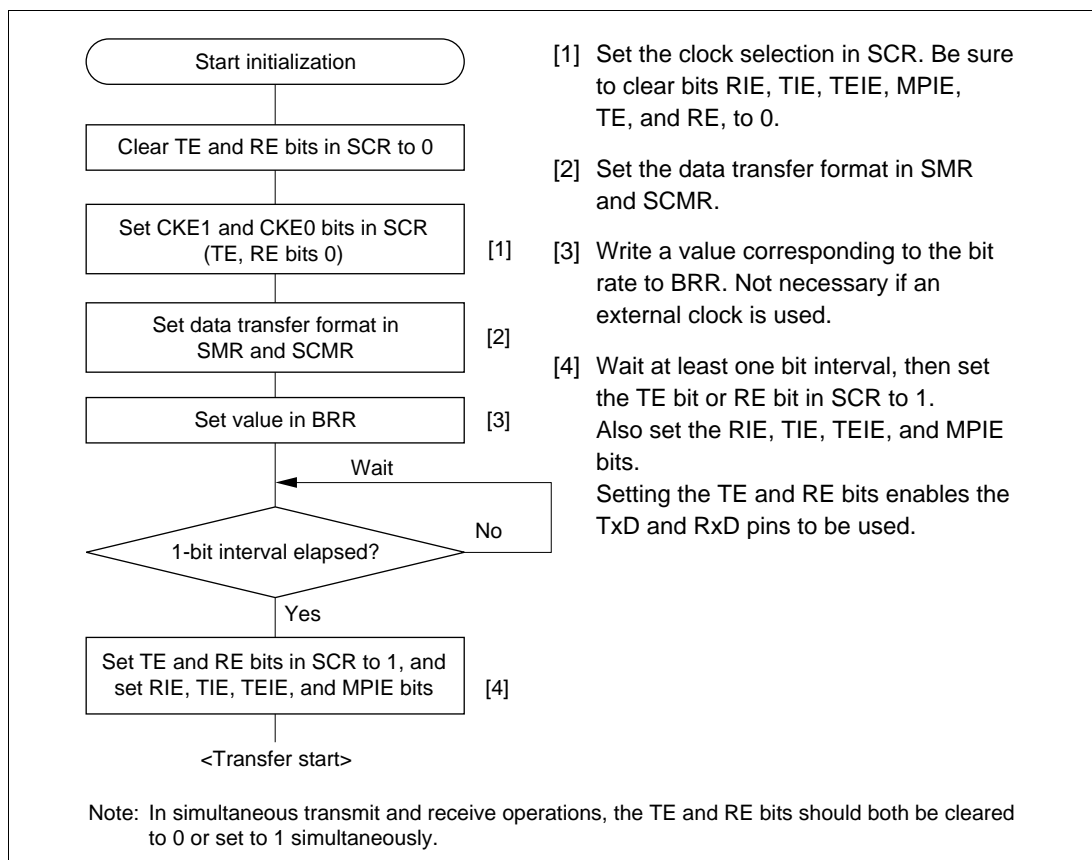 Start initialization
Clear TE and RE bits in SCR to 0
Set CKE1 and CKE0 bits in SCR
(TE, RE bits 0)
[1]
Set data transfer format in
SMR and SCMR
[2]
Set value in BRR
[3]
Wait
No
1-bit interval elapsed?
Yes
Set TE and RE bits in SCR to 1, and
set RIE, TIE, TEIE, and MPIE bits
[4]
<Transfer start>
[1] Set the clock selection in SCR. Be sure
to clear bits RIE, TIE, TEIE, MPIE,
TE, and RE, to 0.
[2] Set the data transfer format in SMR
and SCMR.
[3] Write a value corresponding to the bit
rate to BRR. Not necessary if an
external clock is used.
[4] Wait at least one bit interval, then set
the TE bit or RE bit in SCR to 1.
Also set the RIE, TIE, TEIE, and MPIE
bits.
Setting the TE and RE bits enables the
TxD and RxD pins to be used.
Note: In simultaneous transmit and receive operations, the TE and RE bits should both be cleared
to 0 or set to 1 simultaneously.